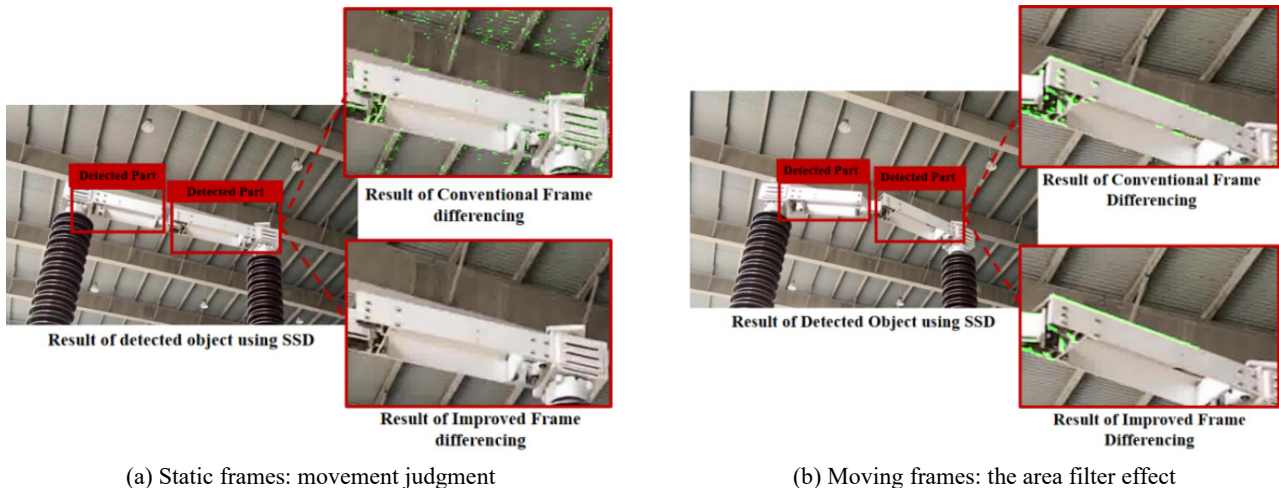 Detected Part
Detected Part
Result of Conventional Frame
differencing
Result of detected object using SSD
Result of Improved Frame
differencing
(a) Static frames: movement judgment
Detected Part
Detected Part
Result of Conventional Frame
Differencing
Result of Detected Object using SSD
Result of Improved Frame
Differencing
(b) Moving frames: the area filter effect